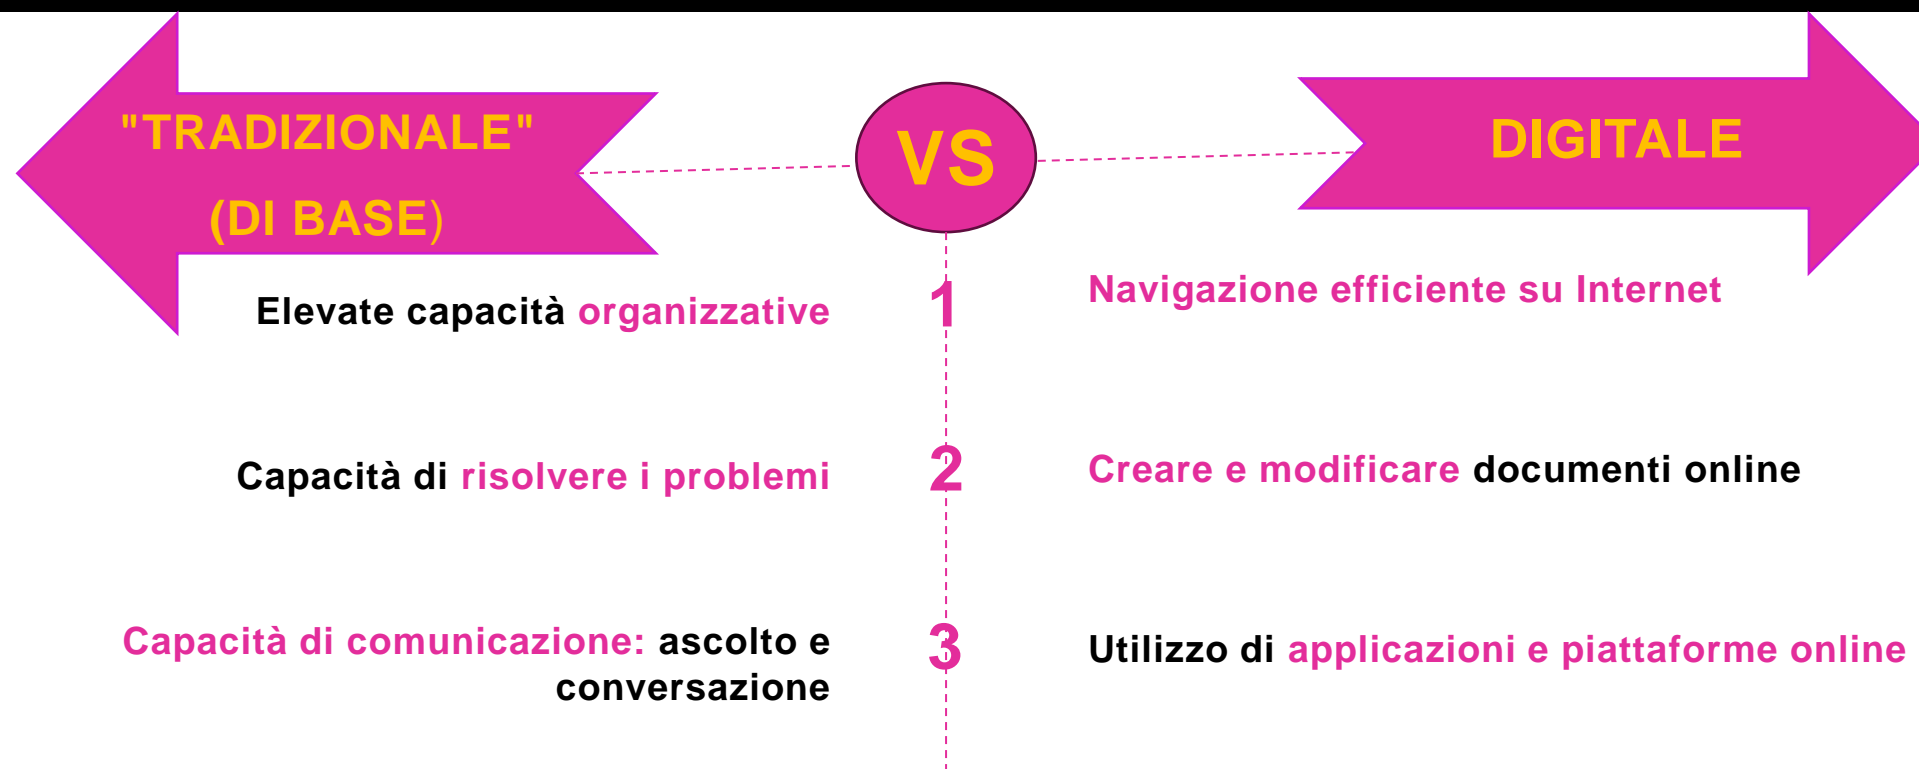 "TRADIZIONALE"
(DI BASE)
VS
DIGITALE
Elevate capacità organizzative
1
Navigazione efficiente su Internet
Capacità di risolvere i problemi
2
Creare e modificare documenti online
Capacità di comunicazione: ascolto e
conversazione
3
Utilizzo di applicazioni e piattaforme online